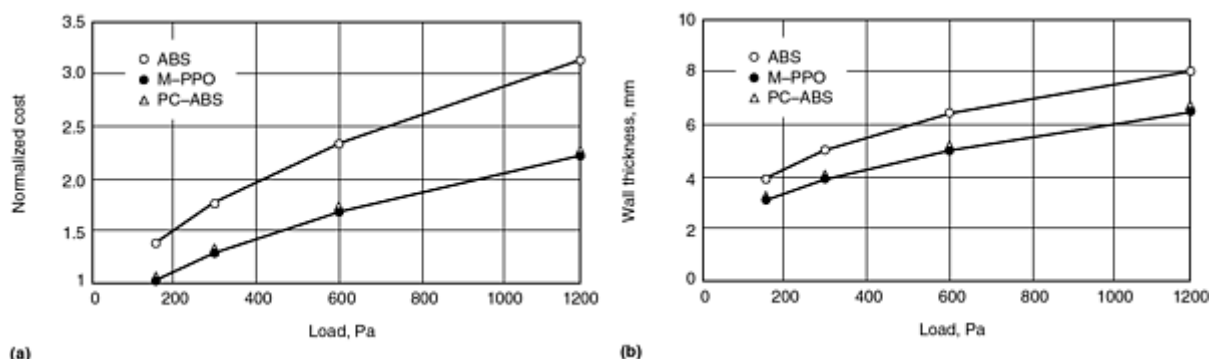 3.5
3.0
2.5
2.0
1.5
1
Normalized cost
ABS
M–PPO
PC–ABS
0 200 400 600 800 1000 1200
Load, Pa
(a)
10
8
6
4
2
0
Wall thickness, mm
ABS
M–PPO
PC–ABS
0 200 400 600 800 1000 1200
Load, Pa
(b)